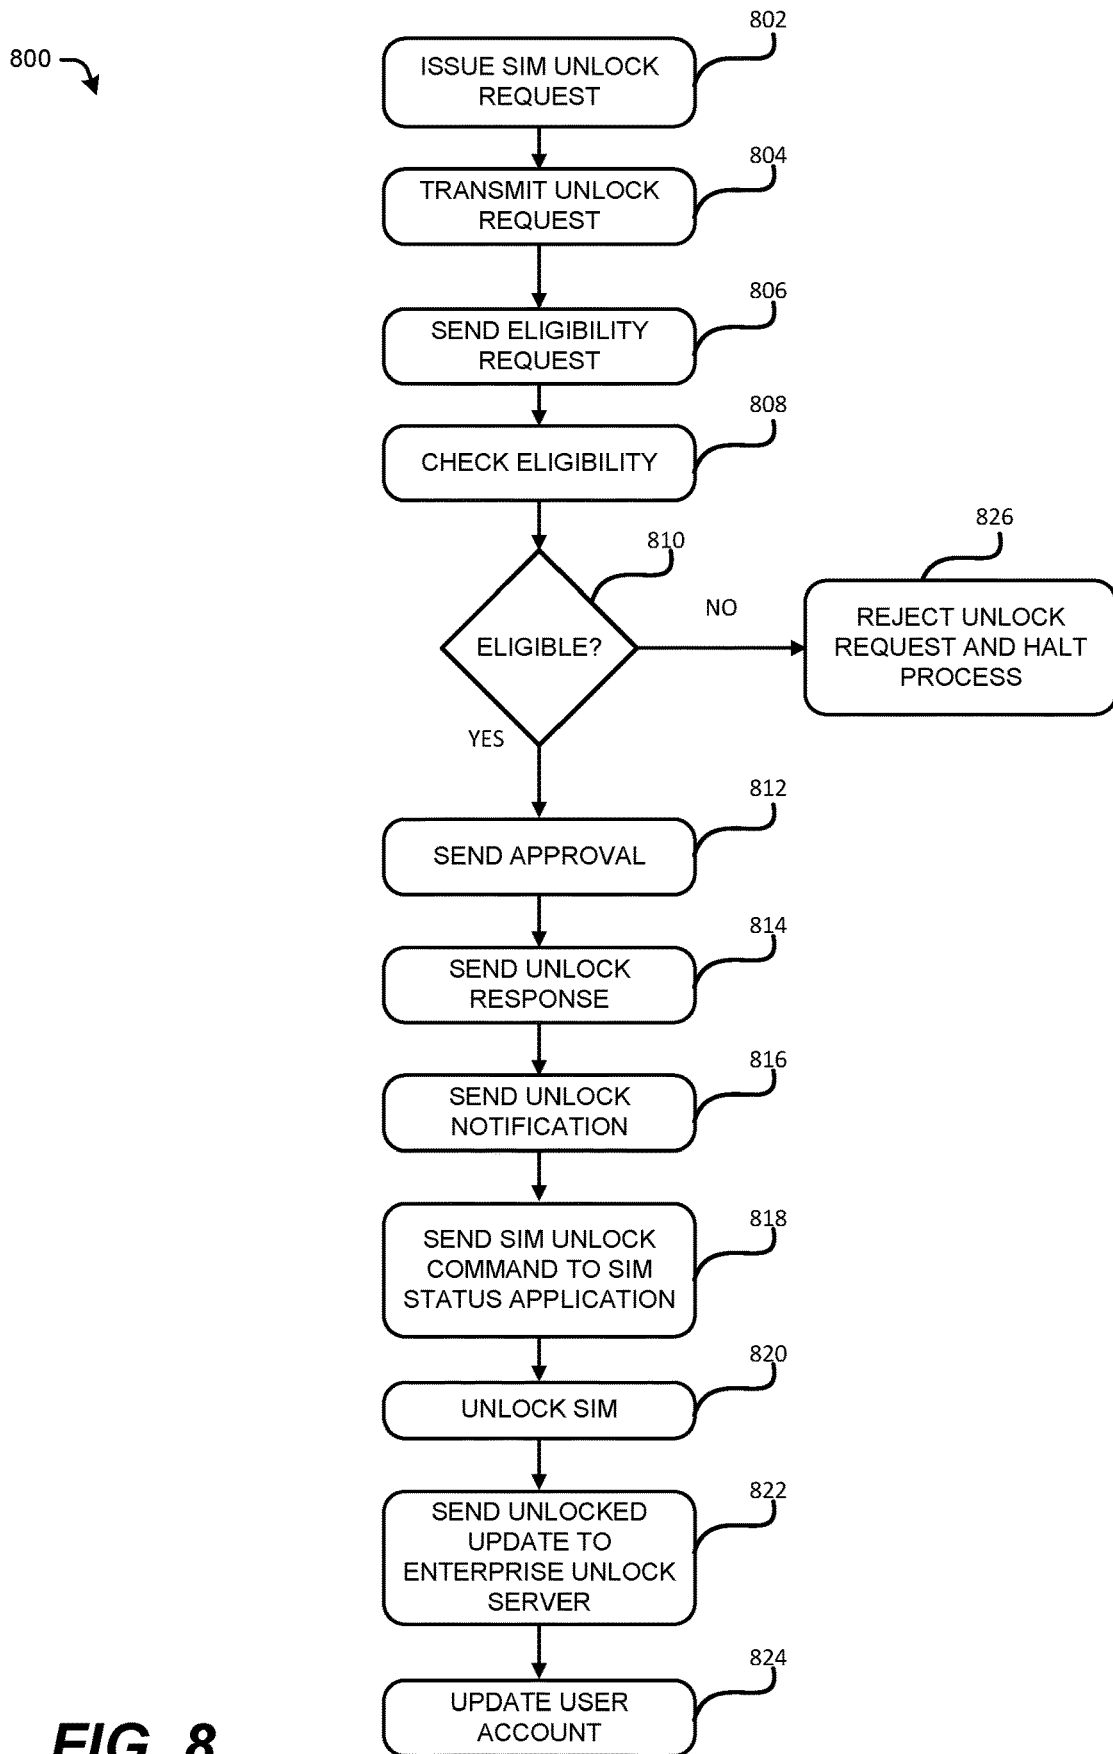 802
800
ISSUE SIM UNLOCK
REQUEST
804
TRANSMIT UNLOCK
REQUEST
806
SEND ELIGIBILITY
REQUEST
808
CHECK ELIGIBILITY
810
826
ELIGIBLE?
NO
REJECT UNLOCK
REQUEST AND HALT
PROCESS
YES
812
SEND APPROVAL
814
SEND UNLOCK
RESPONSE
816
SEND UNLOCK
NOTIFICATION
818
SEND SIM UNLOCK
COMMAND TO SIM
STATUS APPLICATION
820
UNLOCK SIM
822
SEND UNLOCKED
UPDATE TO
ENTERPRISE UNLOCK
SERVER
824
UPDATE USER
ACCOUNT
FIG. 8